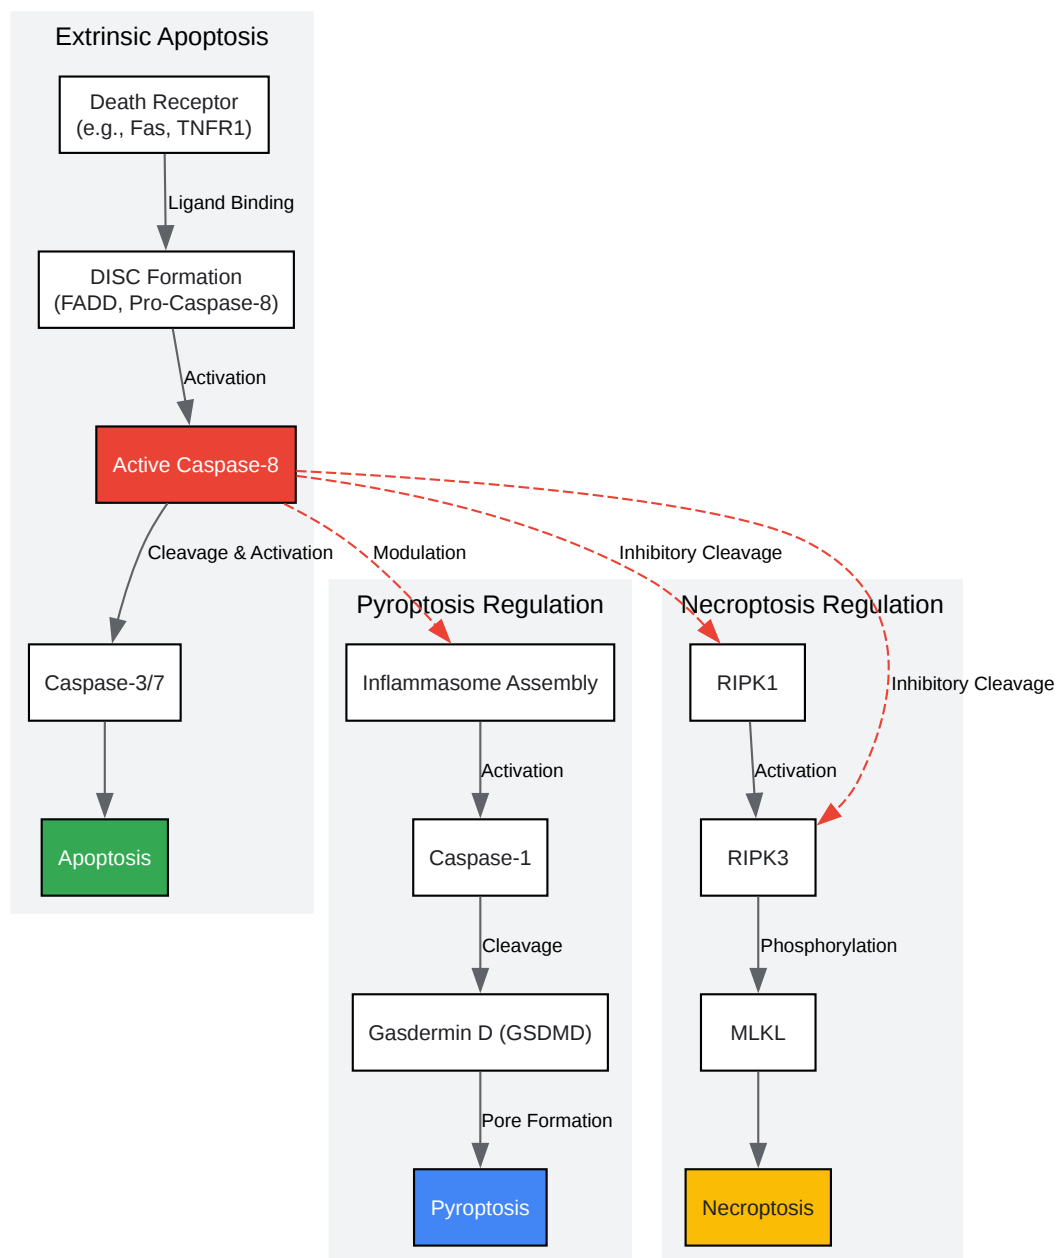 Extrinsic Apoptosis
Death Receptor
(e.g., Fas, TNFR1)
Ligand Binding
DISC Formation
(FADD, Pro-Caspase-8)
Activation
Active Caspase-8
Cleavage & Activation
Modulation
Inhibitory Cleavage
Pyroptosis Regulation
Necroptosis Regulation
Caspase-3/7
Inflammasome Assembly
RIPK1
Inhibitory Cleavage
Activation
Activation
Apoptosis
Caspase-1
RIPK3
Cleavage
Phosphorylation
Gasdermin D (GSDMD)
MLKL
Pore Formation
Pyroptosis
Necroptosis